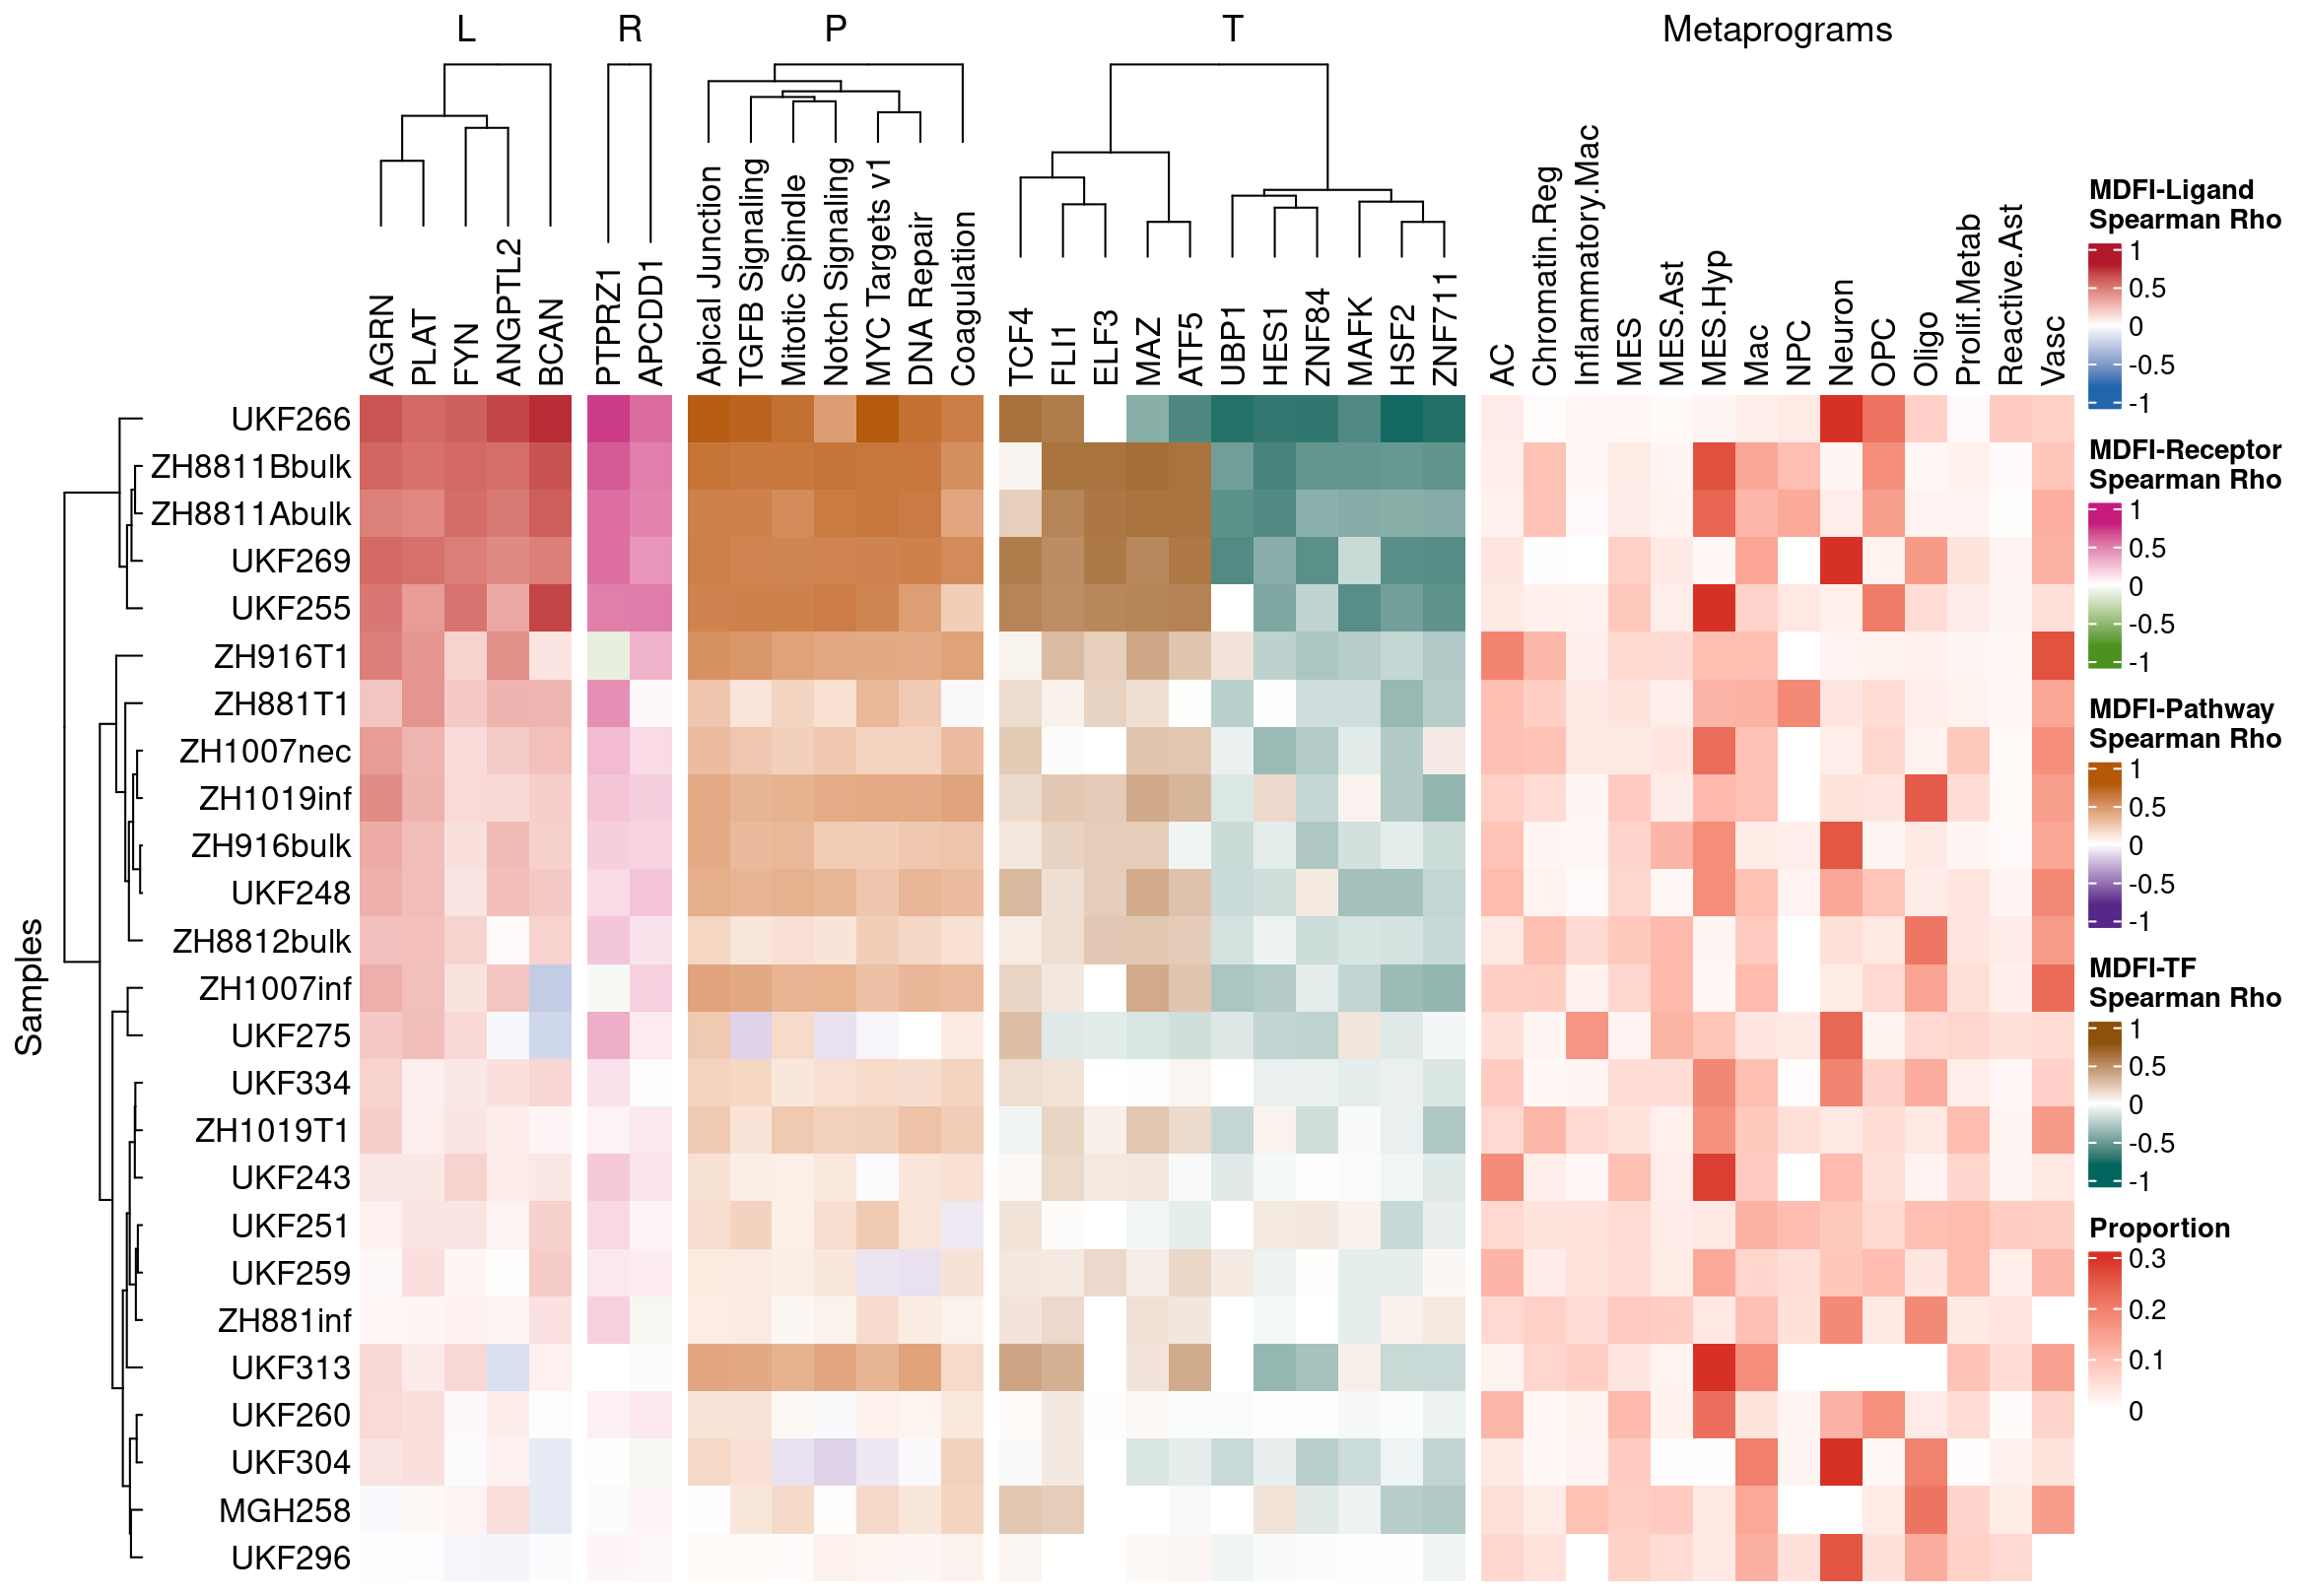 L R P T Metaprograms
AGRN
PLAT
FYN
ANGPTL2
BCAN
PTPRZ1
APCDD1
Apical Junction
TGFB Signaling
Mitotic Spindle
Notch Signaling
MYC Targets v1
DNA Repair
Coagulation
TCF4
FLI1
ELF3
MAZ
ATF5
UBP1
HES1
ZNF84
MAFK
HSF2
ZNF711
AC
Chromatin.Reg
Inflammatory.Mac
MES
MES.Ast
MES.Hyp
Mac
NPC
Neuron
OPC
Oligo
Prolif.Metab
Reactive.Ast
Vasc
Samples
UKF266
ZH8811Bbulk
ZH8811Abulk
UKF269
UKF255
ZH916T1
ZH881T1
ZH1007nec
ZH1019inf
ZH916bulk
UKF248
ZH8812bulk
ZH1007inf
UKF275
UKF334
ZH1019T1
UKF243
UKF251
UKF259
ZH881inf
UKF313
UKF260
UKF304
MGH258
UKF296
MDFI-Ligand
Spearman Rho
1
0.5
0
-0.5
-1
MDFI-Receptor
Spearman Rho
1
0.5
0
-0.5
-1
MDFI-Pathway
Spearman Rho
1
0.5
0
-0.5
-1
MDFI-TF
Spearman Rho
1
0.5
0
-0.5
-1
Proportion
0.3
0.2
0.1
0